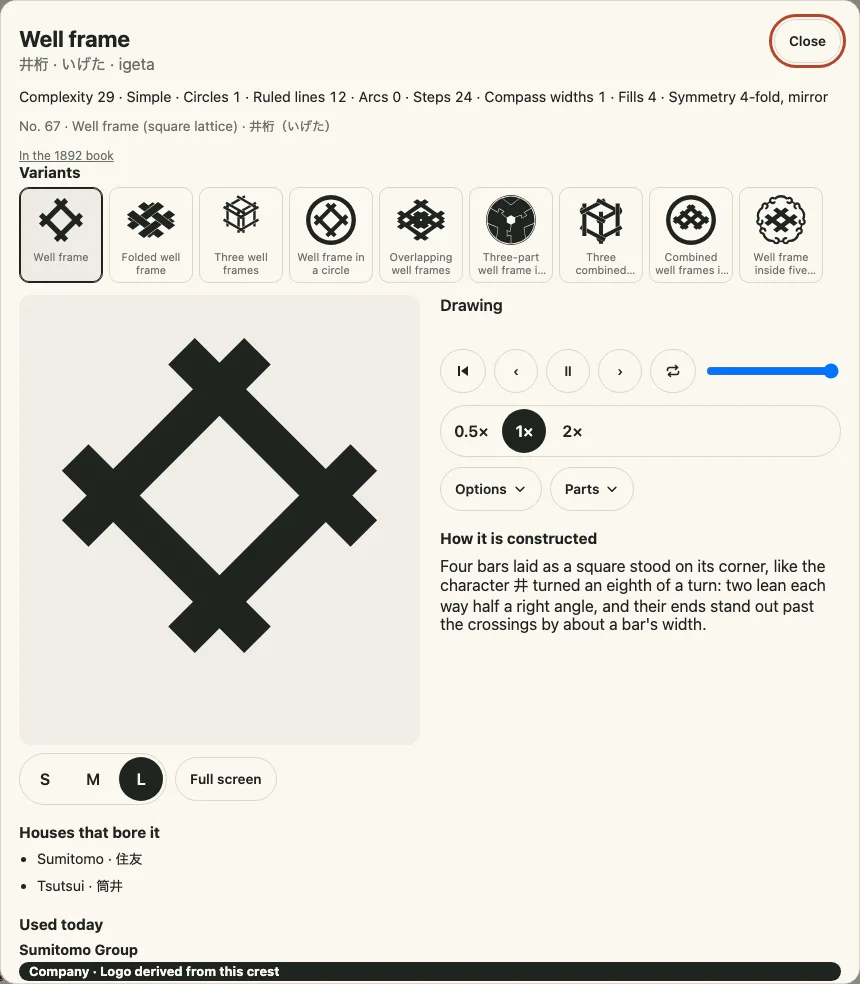 Well frame
Close
井桁 · いげた · igeta
Complexity 29 · Simple · Circles 1 · Ruled lines 12 · Arcs 0 · Steps 24 · Compass widths 1 · Fills 4 · Symmetry 4-fold, mirror
No. 67 · Well frame (square lattice) · 井桁（いげた）
In the 1892 book
Variants
Well frame
Folded well
frame
Three well
frames
Well frame in
a circle
Overlapping
well frames
Three-part
well frame i...
Three
combined...
Combined
well frames i...
Well frame
inside five...
Drawing
0.5×
1×
2×
Options
Parts
How it is constructed
Four bars laid as a square stood on its corner, like the
character 井 turned an eighth of a turn: two lean each
way half a right angle, and their ends stand out past
the crossings by about a bar's width.
S
M
L
Full screen
Houses that bore it
• Sumitomo · 住友
• Tsutsui · 筒井
Used today
Sumitomo Group
Company · Logo derived from this crest